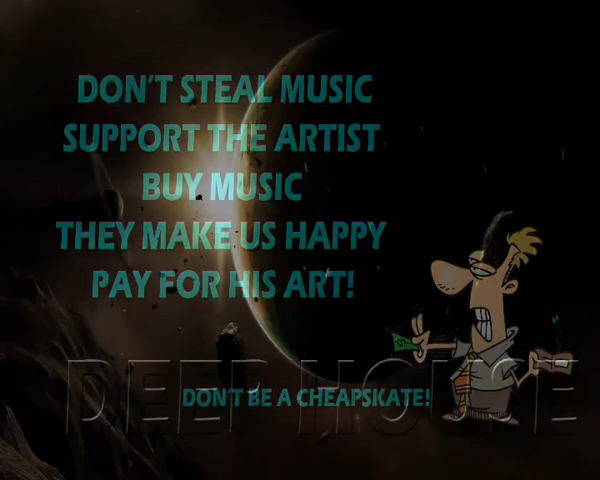 DON'T STEAL MUSIC
SUPPORT THE ARTIST
BUY MUSIC
THEY MAKE US HAPPY
PAY FOR HIS ART!
DEEP HOUSE
DON'T BE A CHEAPSKATE!